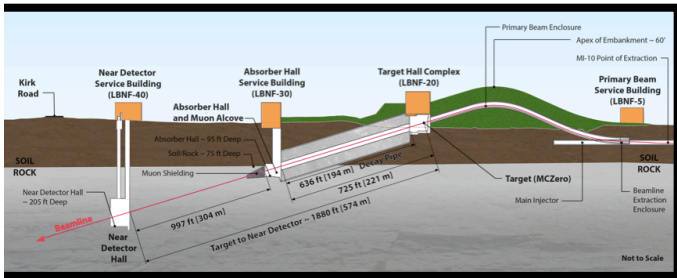 Primary Beam Enclosure
Apex of Embankment ~ 60'
MI-10 Point of Extraction
Kirk
Road
Near Detector
Service Building
(LBNF-40)
Absorber Hall
Service Building
(LBNF-30)
Target Hall Complex
(LBNF-20)
Primary Beam
Service Building
(LBNF-5)
Absorber Hall
and Muon Alcove
Absorber Hall ~ 95 ft Deep
Soil/Rock ~ 75 ft Deep
Muon Shielding
SOIL
ROCK
SOIL
ROCK
Near Detector Hall
~ 205 ft Deep
Beamline
Near
Detector
Hall
636 ft [194 m] Decay Pipe
725 ft [221 m]
997 ft [304 m]
Target to Near Detector ~ 1880 ft [574 m]
Target (MCZero)
Main Injector
Beamline
Extraction
Enclosure
Not to Scale